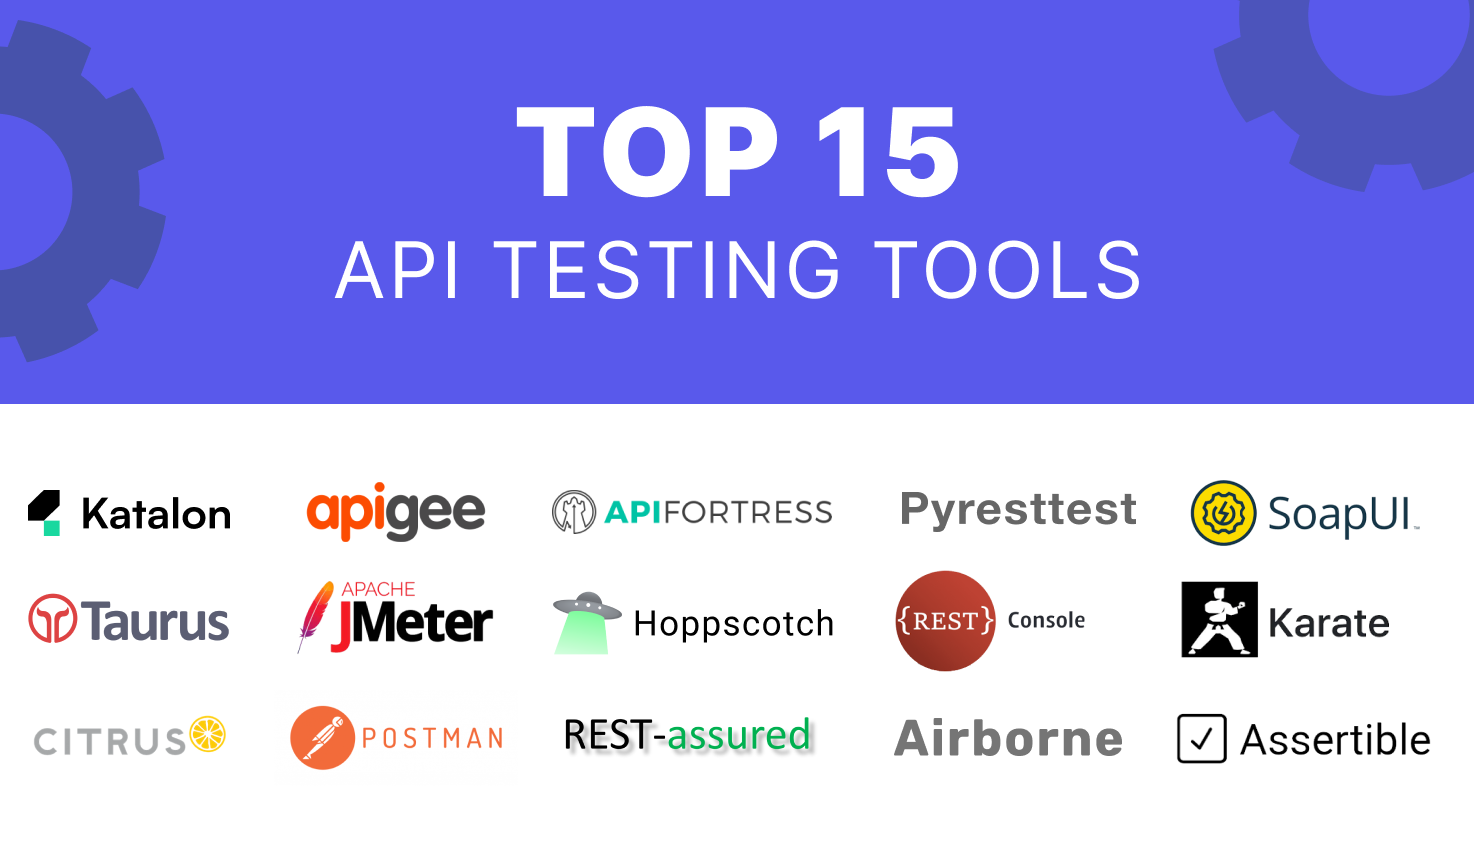 TOP 15
API TESTING TOOLS
Katalon
apigee
APIFORTRESS
Pyresttest
SoapUI™
Taurus
APACHE
JMeter
Hoppscotch
{REST} Console
Karate
CITRUS
POSTMAN
REST-assured
Airborne
Assertible